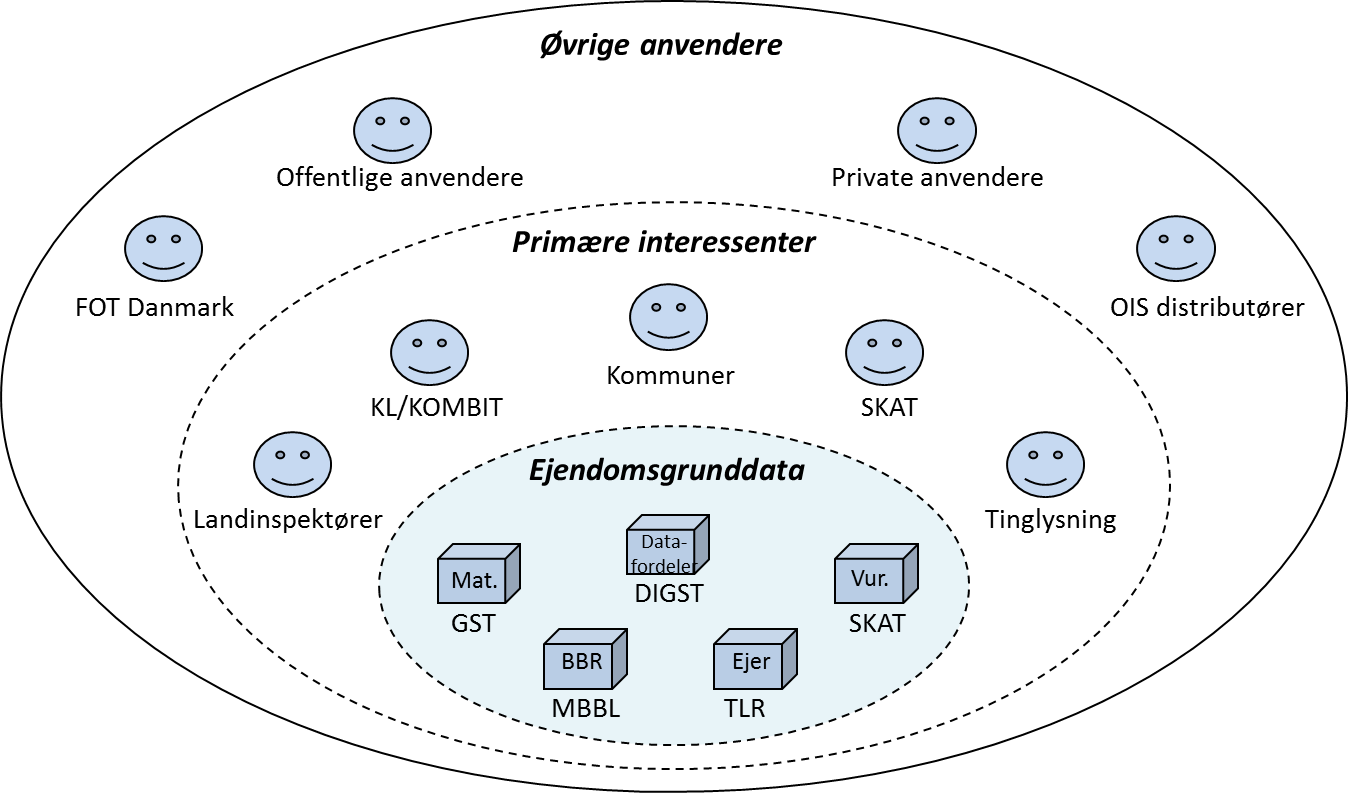 Øvrige anvendere
Offentlige anvendere
Private anvendere
FOT Danmark
OIS distributører
Primære interessenter
Kommuner
KL/KOMBIT
SKAT
Landinspektører
Tinglysning
Ejendomsgrunddata
Data-
fordeler
DIGST
Mat.
GST
Vur.
SKAT
BBR
MBBL
Ejer
TLR